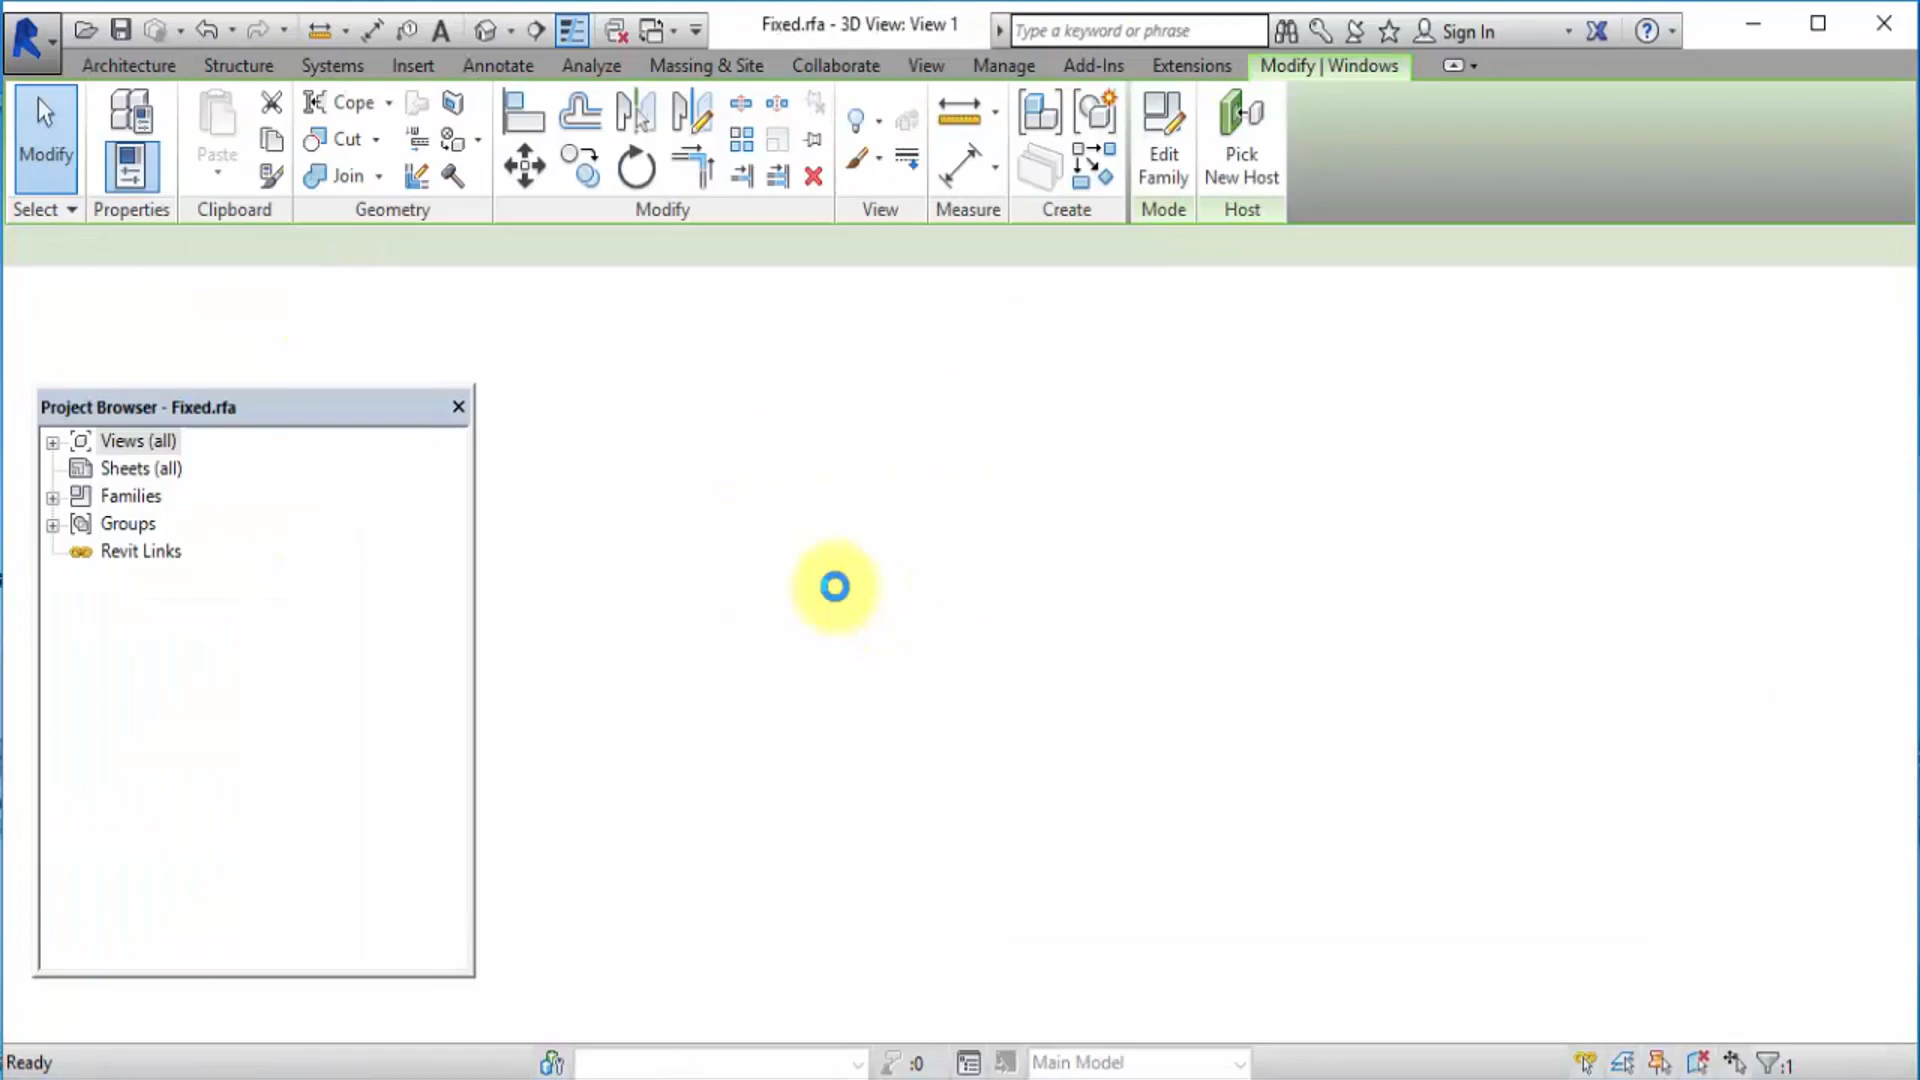 Fixed.rfa - 3D View: View 1
Type a keyword or phrase
Sign In
Architecture Structure Systems Insert Annotate Analyze Massing & Site Collaborate View Manage Add-Ins Extensions Modify | Windows
Modify
Paste
Cope
Cut
Join
Edit Family
Pick New Host
Select Properties Clipboard Geometry Modify View Measure Create Mode Host
Project Browser - Fixed.rfa
Views (all)
Sheets (all)
Families
Groups
Revit Links
Ready
:0
Main Model
:1